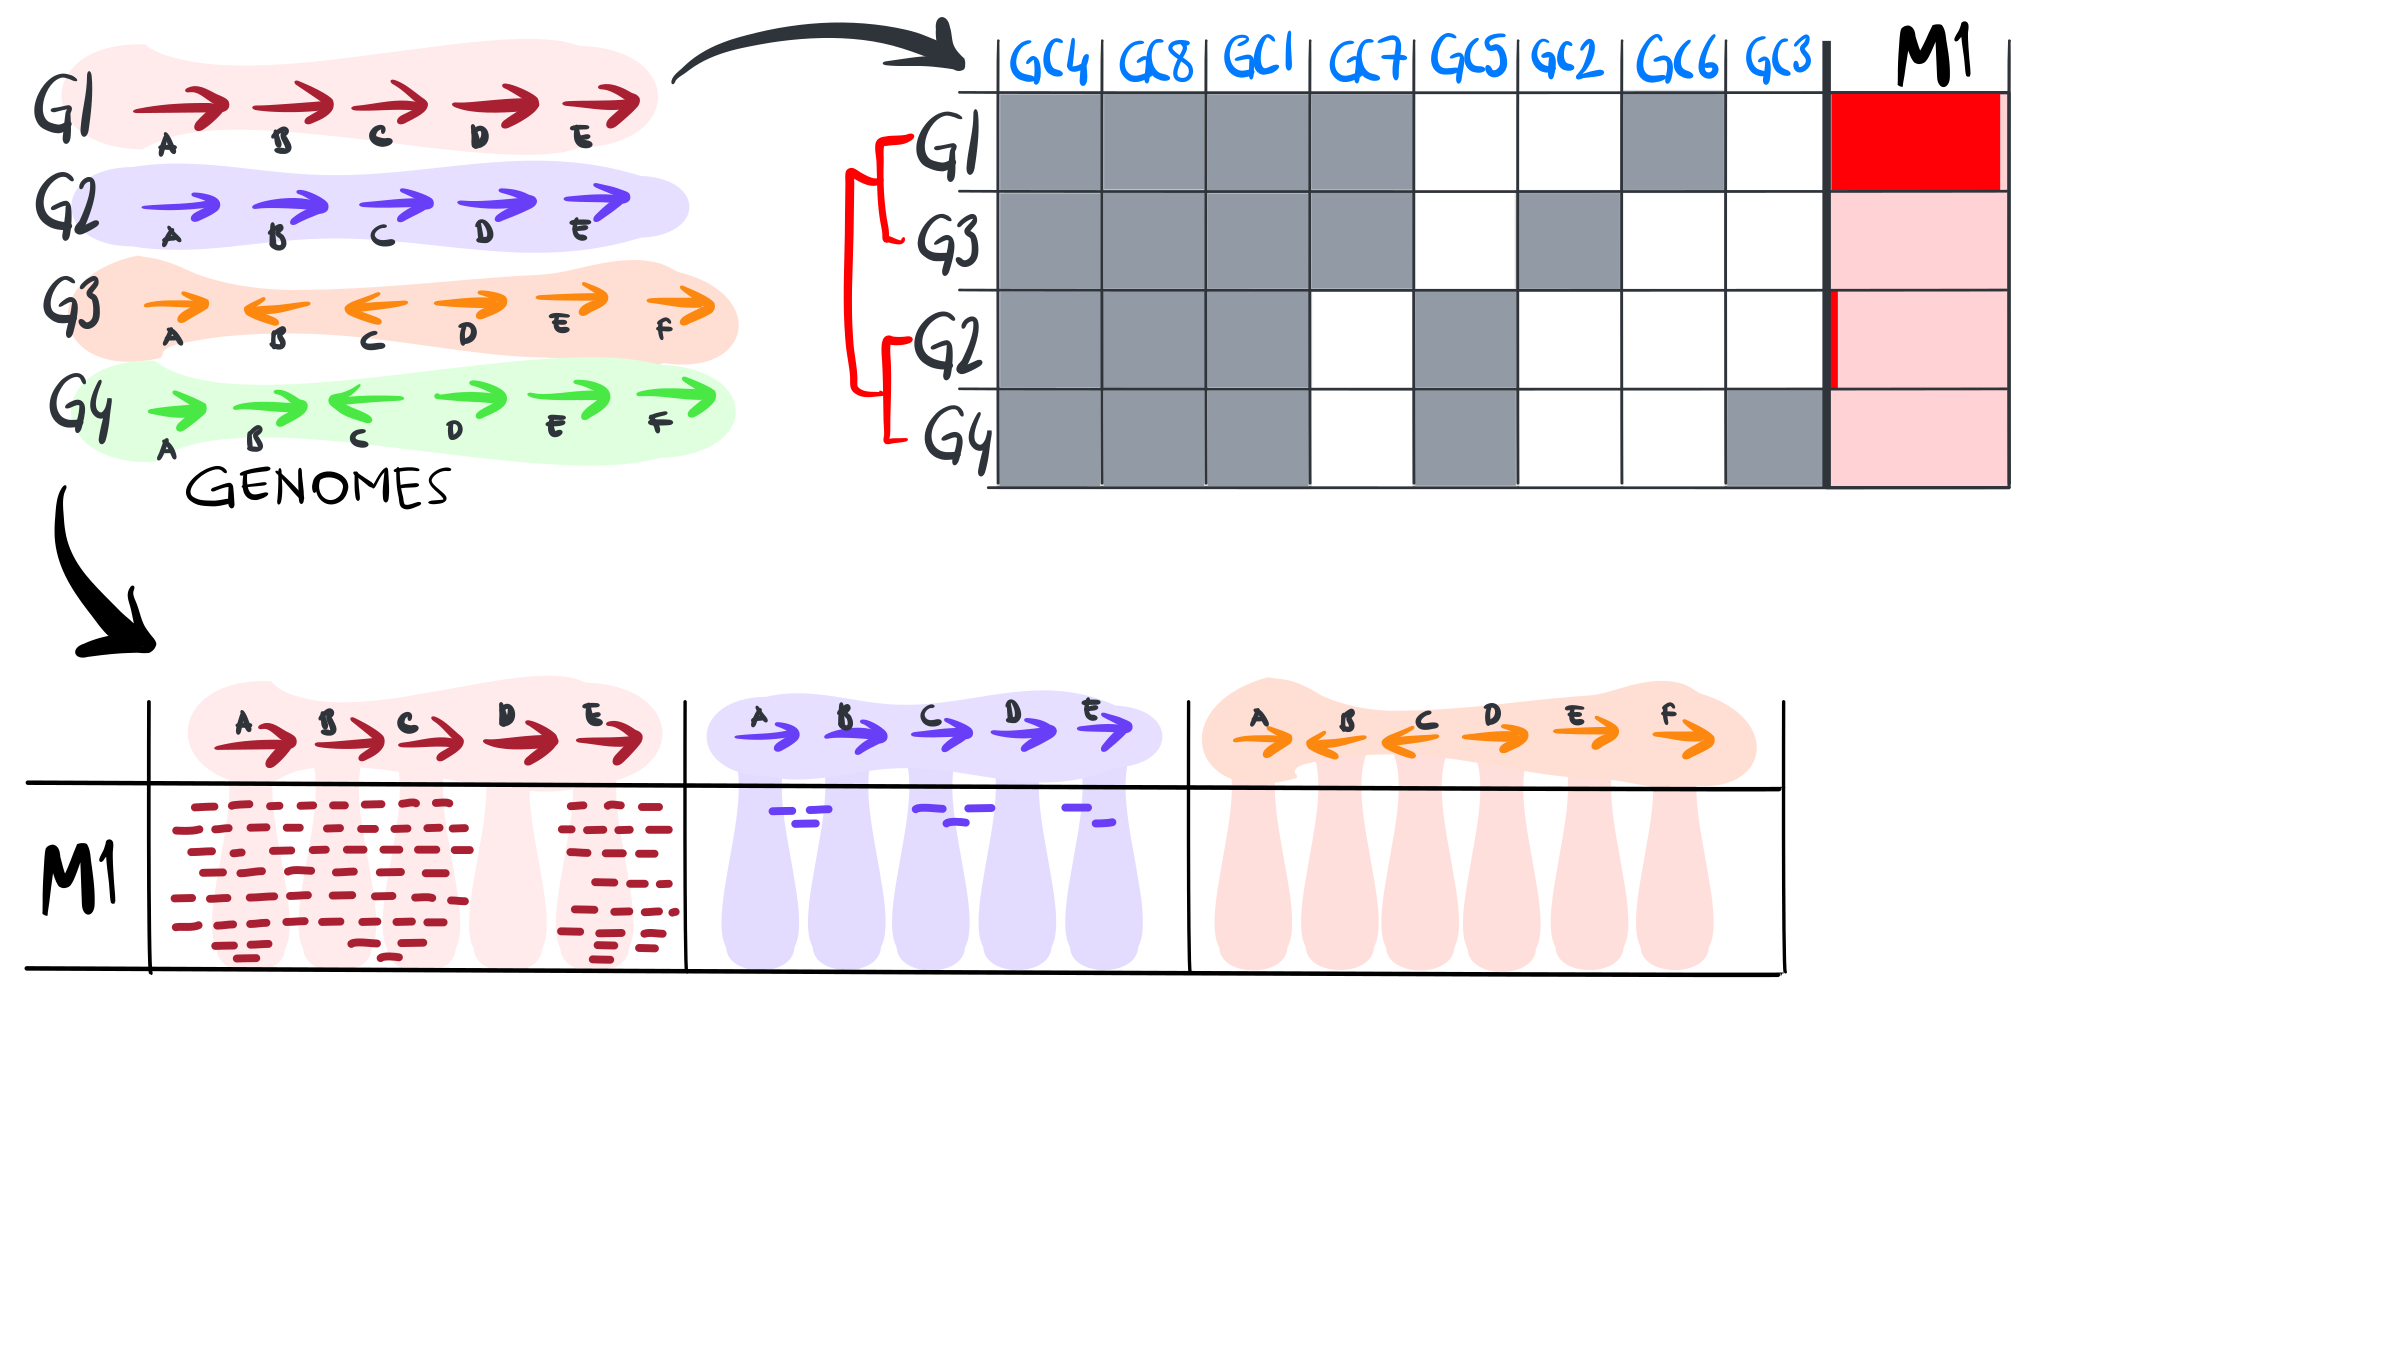 G1
A B C D E
G2
A B C D E
G3
A B C D E F
G4
A B C D E F
GENOMES
GC4 GC8 GC1 GC7 GC5 GC2 GC6 GC3 M1
G1
G3
G2
G4
A B C D E A B C D E A B C D E F
M1